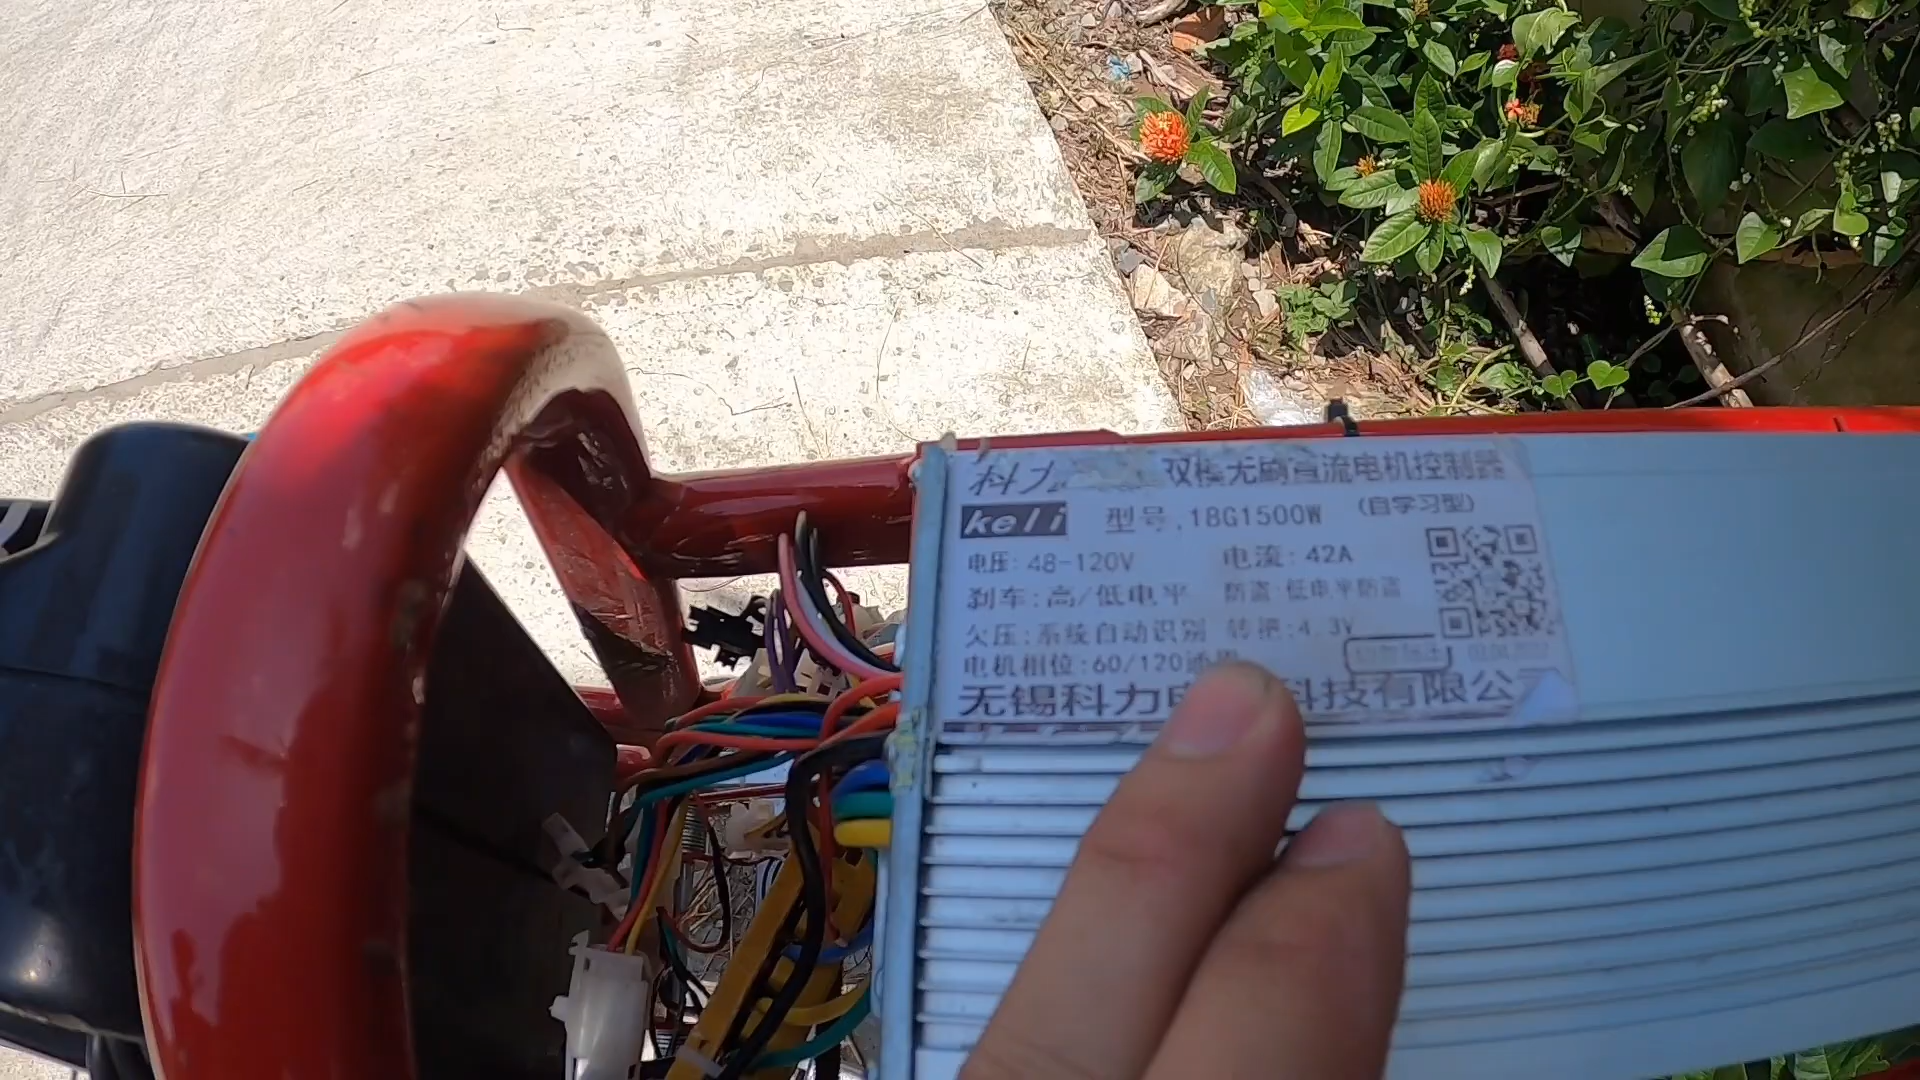 科力 双模无刷直流电机控制器
keli 型号.18G1500W (自学习型)
电压:48-120V 电流:42A
刹车:高/低电平 防盗:低电平防盗
欠压:系统自动识别 转把:4.3V
电机相位:60/120通用
无锡科力电 科技有限公